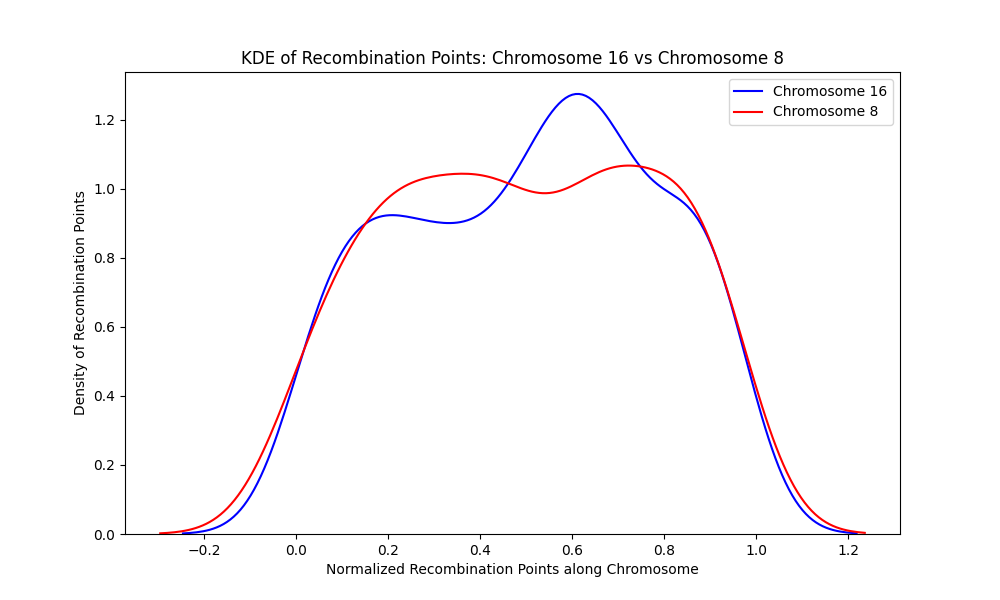 KDE of Recombination Points: Chromosome 16 vs Chromosome 8
Chromosome 16
Chromosome 8
Density of Recombination Points
1.2
1.0
0.8
0.6
0.4
0.2
0.0
−0.2 0.0 0.2 0.4 0.6 0.8 1.0 1.2
Normalized Recombination Points along Chromosome